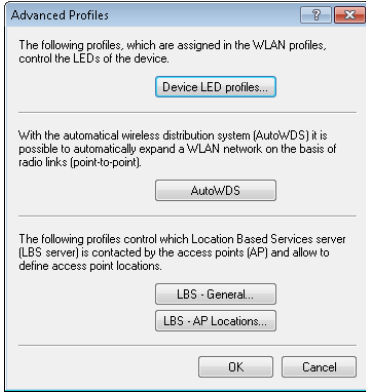 Advanced Profiles
The following profiles, which are assigned in the WLAN profiles,
control the LEDs of the device.
Device LED profiles...
With the automatical wireless distribution system (AutoWDS) it is
possible to automatically expand a WLAN network on the basis of
radio links (point-to-point).
AutoWDS
The following profiles control which Location Based Services server
(LBS server) is contacted by the access points (AP) and allow to
define access point locations.
LBS - General...
LBS - AP Locations...
OK Cancel